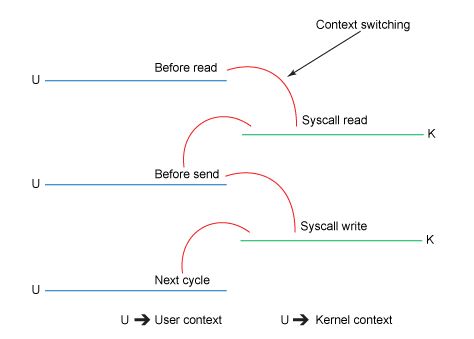 Context switching
Before read
U
Syscall read
K
Before send
U
Syscall write
K
Next cycle
U
U ➔ User context
U ➔ Kernel context